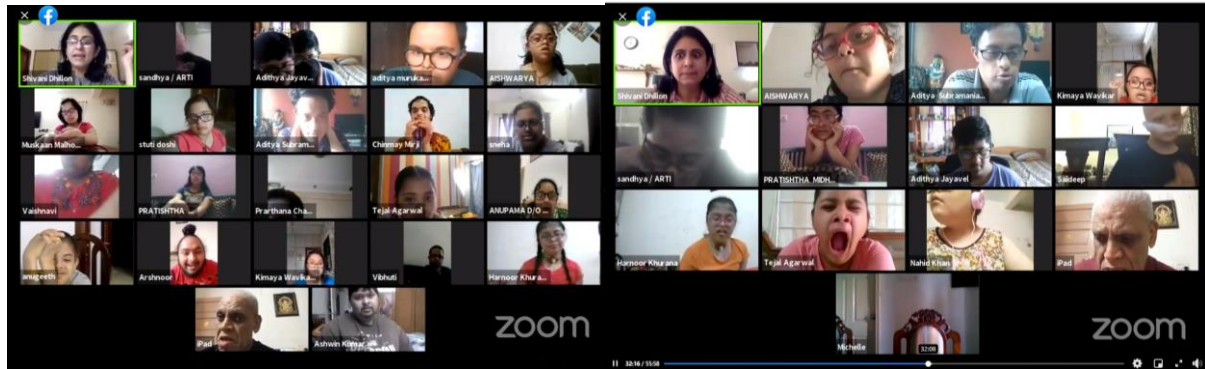 Shivani Dhillon
sandhya / ARTI
Adithya Jayav...
aditya muruka...
AISHWARYA
Muskaan Malho...
stuti doshi
Aditya Subram...
Chinmay Mirji
sneha
Vaishnavi
PRATISHTHA ...
Prarthana Cha...
Tejal Agarwal
ANUPAMA D/O ...
anugeeth
Arshnoor
Kimaya Wavika...
Vibhuti
Harnoor Khura...
iPad
Ashwin Kumar
zoom
Shivani Dhillon
AISHWARYA
Aditya Subramania...
Kimaya Wavikar
sandhya / ARTI
PRATISHTHA MIDH...
Adithya Jayavel
Saideep
Harnoor Khurana
Tejal Agarwal
Nahid Khan
iPad
Michelle
32:08
zoom
32:16 / 55:58